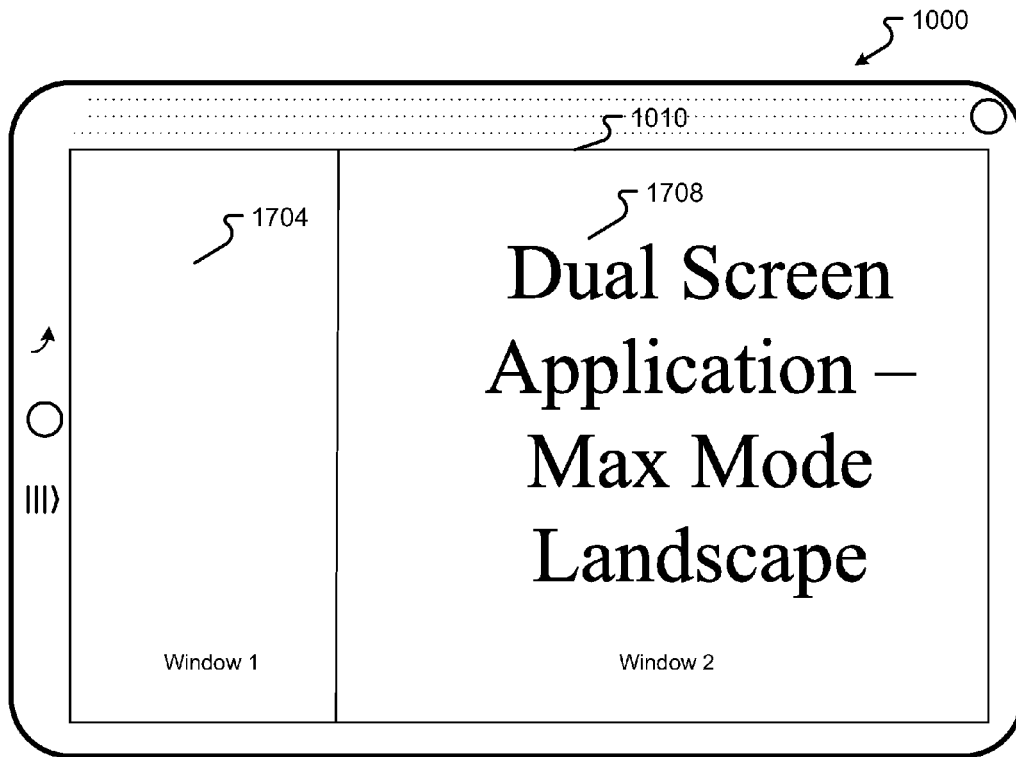 1000
1010
1704
1708
Dual Screen
Application –
Max Mode
Landscape
Window 1
Window 2